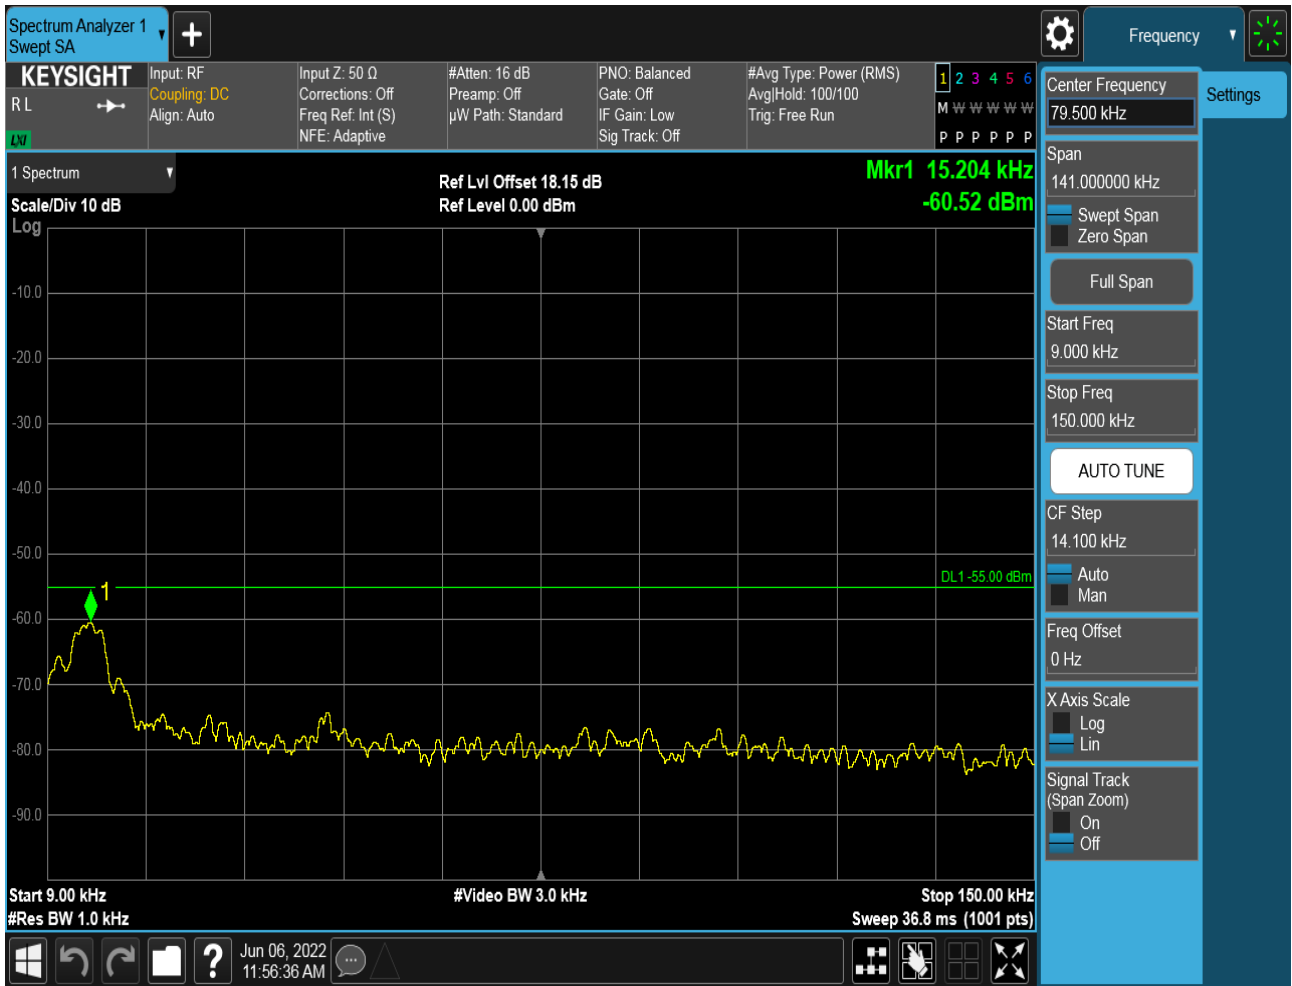 Spectrum Analyzer 1
Swept SA
Frequency
KEYSIGHT
R L
LXI
Input: RF
Coupling: DC
Align: Auto
Input Z: 50 Ω
Corrections: Off
Freq Ref: Int (S)
NFE: Adaptive
#Atten: 16 dB
Preamp: Off
µW Path: Standard
PNO: Balanced
Gate: Off
IF Gain: Low
Sig Track: Off
#Avg Type: Power (RMS)
Avg|Hold: 100/100
Trig: Free Run
1 2 3 4 5 6
M W W W W W
P P P P P P
1 Spectrum
Scale/Div 10 dB
Log
Ref Lvl Offset 18.15 dB
Ref Level 0.00 dBm
Mkr1 15.204 kHz
-60.52 dBm
-10.0
-20.0
-30.0
-40.0
-50.0
-60.0
-70.0
-80.0
-90.0
1
DL1 -55.00 dBm
Start 9.00 kHz
#Res BW 1.0 kHz
#Video BW 3.0 kHz
Stop 150.00 kHz
Sweep 36.8 ms (1001 pts)
?
Jun 06, 2022
11:56:36 AM
Center Frequency
79.500 kHz
Settings
Span
141.000000 kHz
Swept Span
Zero Span
Full Span
Start Freq
9.000 kHz
Stop Freq
150.000 kHz
AUTO TUNE
CF Step
14.100 kHz
Auto
Man
Freq Offset
0 Hz
X Axis Scale
Log
Lin
Signal Track
(Span Zoom)
On
Off